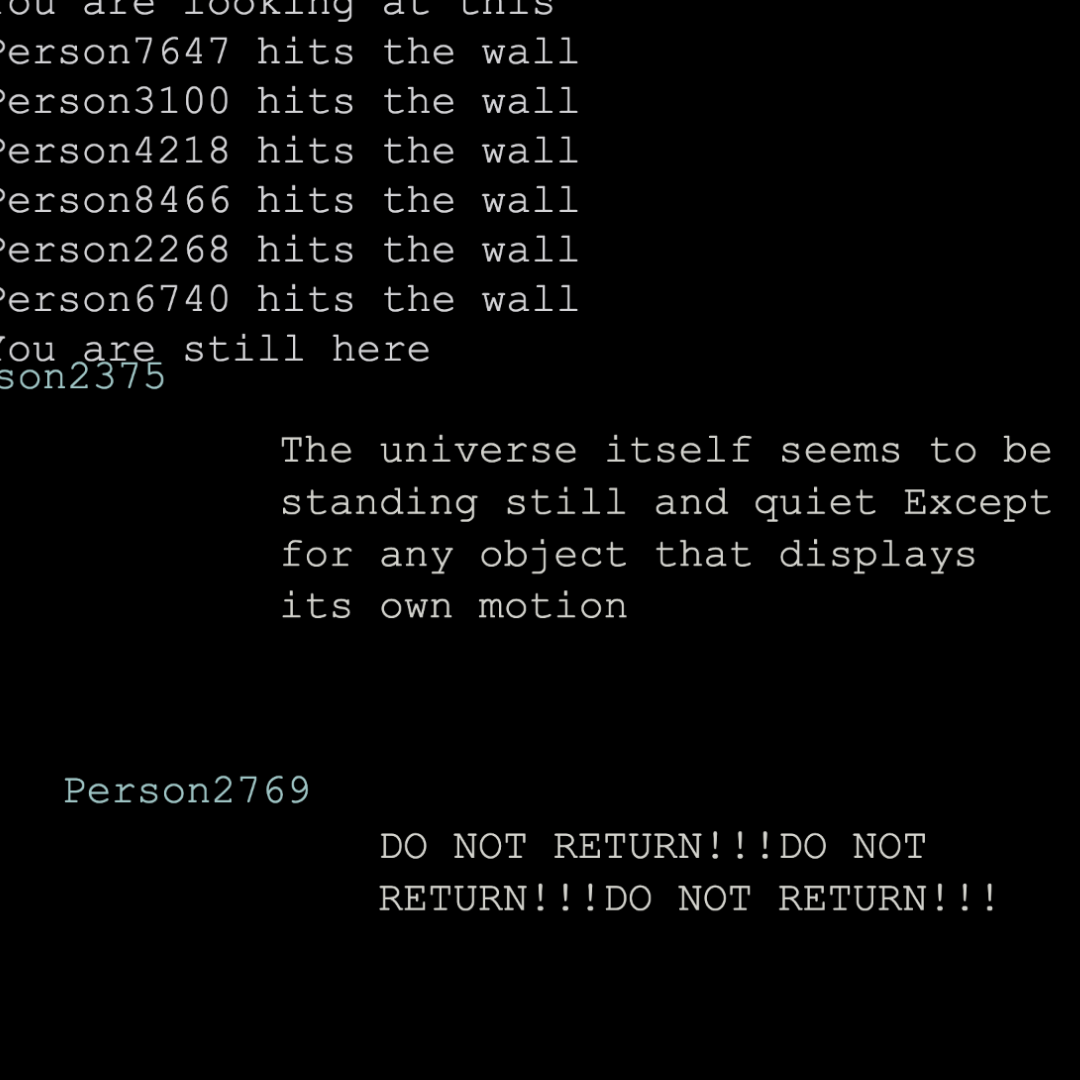 You are looking at this
Person7647 hits the wall
Person3100 hits the wall
Person4218 hits the wall
Person8466 hits the wall
Person2268 hits the wall
Person6740 hits the wall
You are still here
son2375
The universe itself seems to be
standing still and quiet Except
for any object that displays
its own motion
Person2769
DO NOT RETURN!!!DO NOT
RETURN!!!DO NOT RETURN!!!